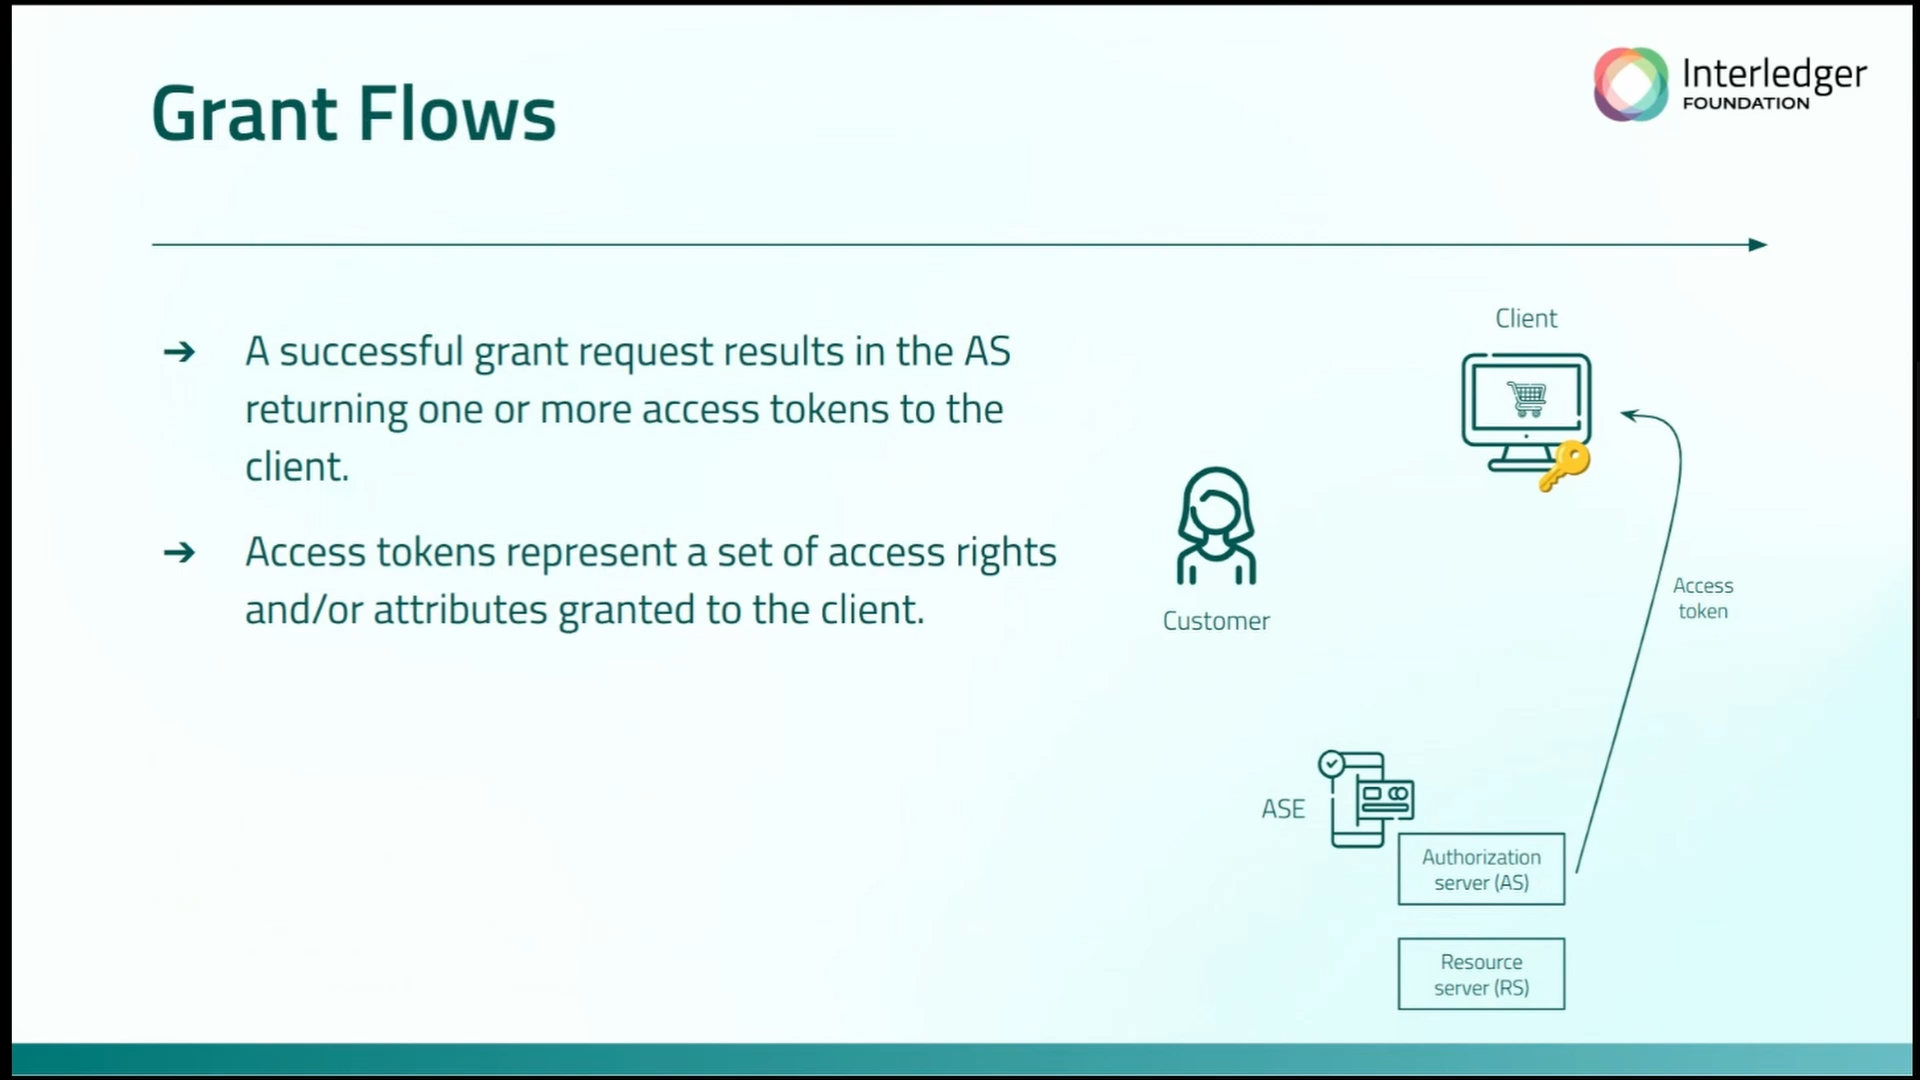 Grant Flows
Interledger
FOUNDATION
➔ A successful grant request results in the AS
returning one or more access tokens to the
client.
➔ Access tokens represent a set of access rights
and/or attributes granted to the client.
Client
Customer
Access
token
ASE
Authorization
server (AS)
Resource
server (RS)